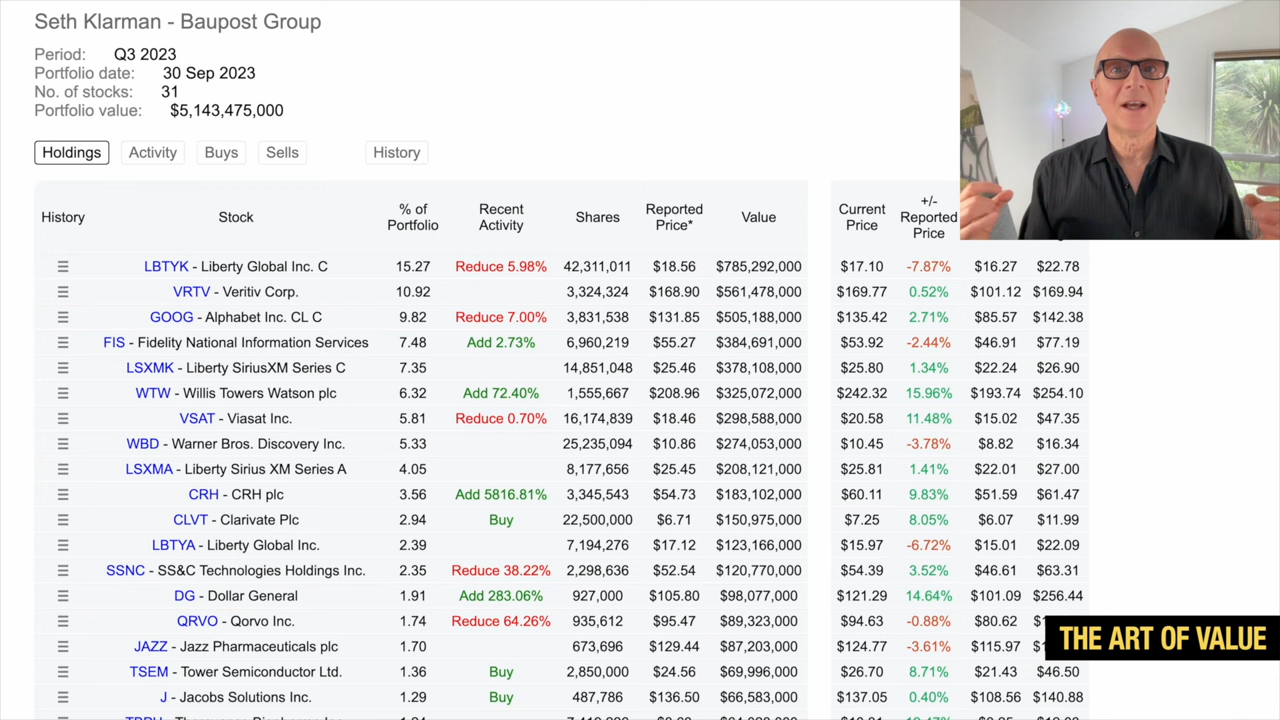 Seth Klarman - Baupost Group
Period: Q3 2023
Portfolio date: 30 Sep 2023
No. of stocks: 31
Portfolio value: $5,143,475,000
Holdings Activity Buys Sells History
History Stock % of Portfolio Recent Activity Shares Reported Price* Value Current Price +/- Reported Price
LBTYK - Liberty Global Inc. C 15.27 Reduce 5.98% 42,311,011 $18.56 $785,292,000 $17.10 -7.87% $16.27 $22.78
VRTV - Veritiv Corp. 10.92 3,324,324 $168.90 $561,478,000 $169.77 0.52% $101.12 $169.94
GOOG - Alphabet Inc. CL C 9.82 Reduce 7.00% 3,831,538 $131.85 $505,188,000 $135.42 2.71% $85.57 $142.38
FIS - Fidelity National Information Services 7.48 Add 2.73% 6,960,219 $55.27 $384,691,000 $53.92 -2.44% $46.91 $77.19
LSXMK - Liberty SiriusXM Series C 7.35 14,851,048 $25.46 $378,108,000 $25.80 1.34% $22.24 $26.90
WTW - Willis Towers Watson plc 6.32 Add 72.40% 1,555,667 $208.96 $325,072,000 $242.32 15.96% $193.74 $254.10
VSAT - Viasat Inc. 5.81 Reduce 0.70% 16,174,839 $18.46 $298,588,000 $20.58 11.48% $15.02 $47.35
WBD - Warner Bros. Discovery Inc. 5.33 25,235,094 $10.86 $274,053,000 $10.45 -3.78% $8.82 $16.34
LSXMA - Liberty Sirius XM Series A 4.05 8,177,656 $25.45 $208,121,000 $25.81 1.41% $22.01 $27.00
CRH - CRH plc 3.56 Add 5816.81% 3,345,543 $54.73 $183,102,000 $60.11 9.83% $51.59 $61.47
CLVT - Clarivate Plc 2.94 Buy 22,500,000 $6.71 $150,975,000 $7.25 8.05% $6.07 $11.99
LBTYA - Liberty Global Inc. 2.39 7,194,276 $17.12 $123,166,000 $15.97 -6.72% $15.01 $22.09
SSNC - SS&C Technologies Holdings Inc. 2.35 Reduce 38.22% 2,298,636 $52.54 $120,770,000 $54.39 3.52% $46.61 $63.31
DG - Dollar General 1.91 Add 283.06% 927,000 $105.80 $98,077,000 $121.29 14.64% $101.09 $256.44
QRVO - Qorvo Inc. 1.74 Reduce 64.26% 935,612 $95.47 $89,323,000 $94.63 -0.88% $80.62
JAZZ - Jazz Pharmaceuticals plc 1.70 673,696 $129.44 $87,203,000 $124.77 -3.61% $115.97
THE ART OF VALUE
TSEM - Tower Semiconductor Ltd. 1.36 Buy 2,850,000 $24.56 $69,996,000 $26.70 8.71% $21.43 $46.50
J - Jacobs Solutions Inc. 1.29 Buy 487,786 $136.50 $66,583,000 $137.05 0.40% $108.56 $140.88